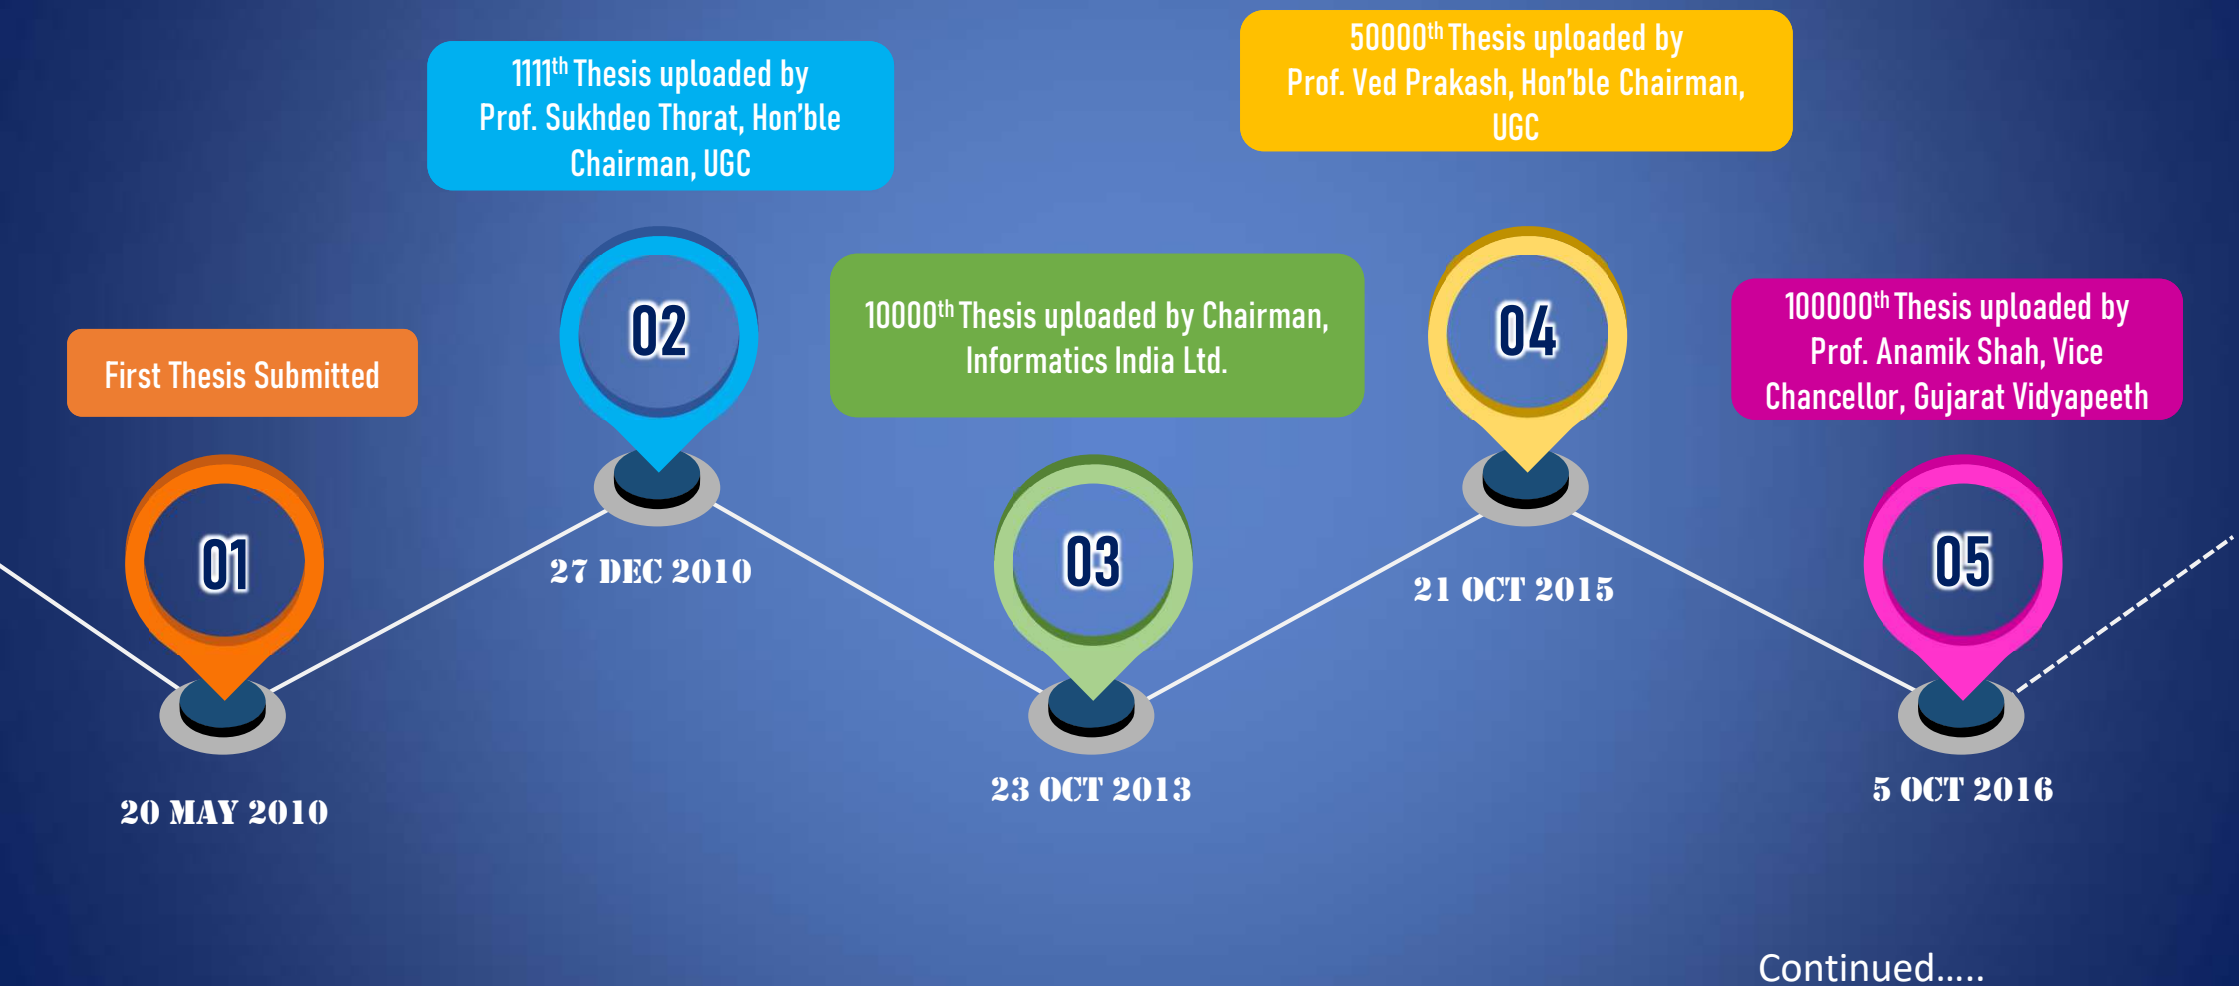 First Thesis Submitted
01
20 MAY 2010
1111th Thesis uploaded by
Prof. Sukhdeo Thorat, Hon'ble
Chairman, UGC
02
27 DEC 2010
10000th Thesis uploaded by Chairman,
Informatics India Ltd.
03
23 OCT 2013
50000th Thesis uploaded by
Prof. Ved Prakash, Hon'ble Chairman,
UGC
04
21 OCT 2015
100000th Thesis uploaded by
Prof. Anamik Shah, Vice
Chancellor, Gujarat Vidyapeeth
05
5 OCT 2016
Continued.....